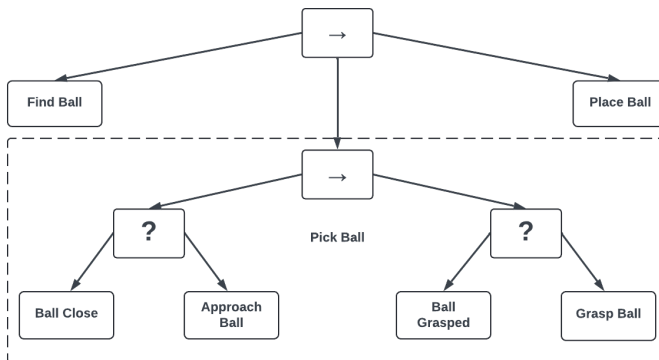 →
Find Ball
Place Ball
→
?
Pick Ball
?
Ball Close
Approach
Ball
Ball
Grasped
Grasp Ball